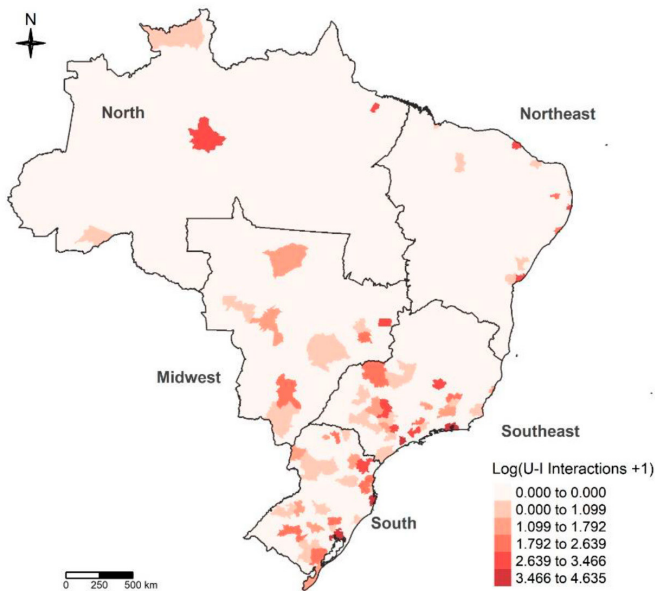 N
North
Northeast
Midwest
Southeast
South
Log(U-I Interactions +1)
0.000 to 0.000
0.000 to 1.099
1.099 to 1.792
1.792 to 2.639
2.639 to 3.466
3.466 to 4.635
0 250 500 km